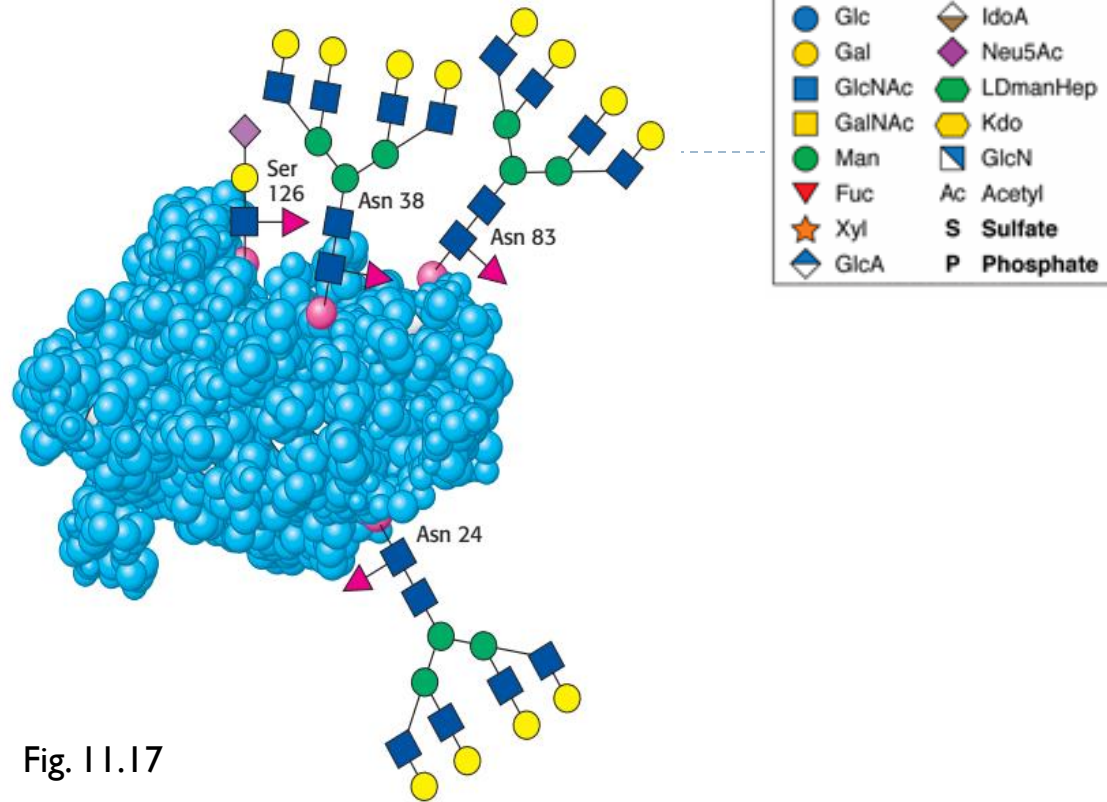 Glc
IdoA
Gal
Neu5Ac
GlcNAc
LDmanHep
GalNAc
Kdo
Man
GlcN
Fuc
Ac Acetyl
Xyl
S Sulfate
GlcA
P Phosphate
Ser
126
Asn 38
Asn 83
Asn 24
Fig. 11.17